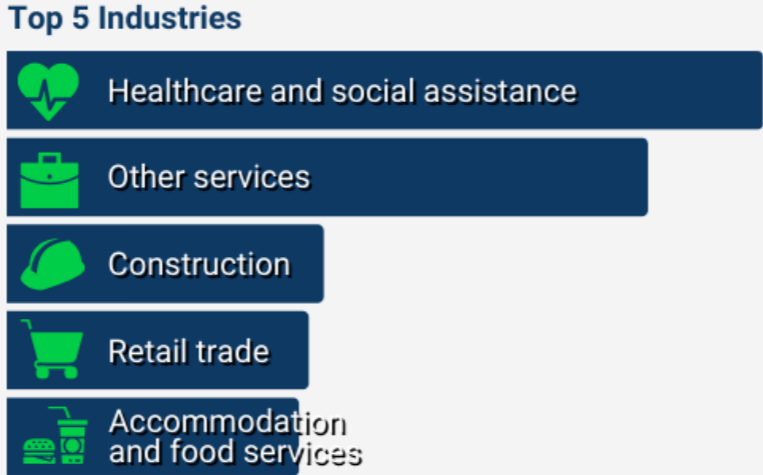 Top 5 Industries
Healthcare and social assistance
Other services
Construction
Retail trade
Accommodation
and food services